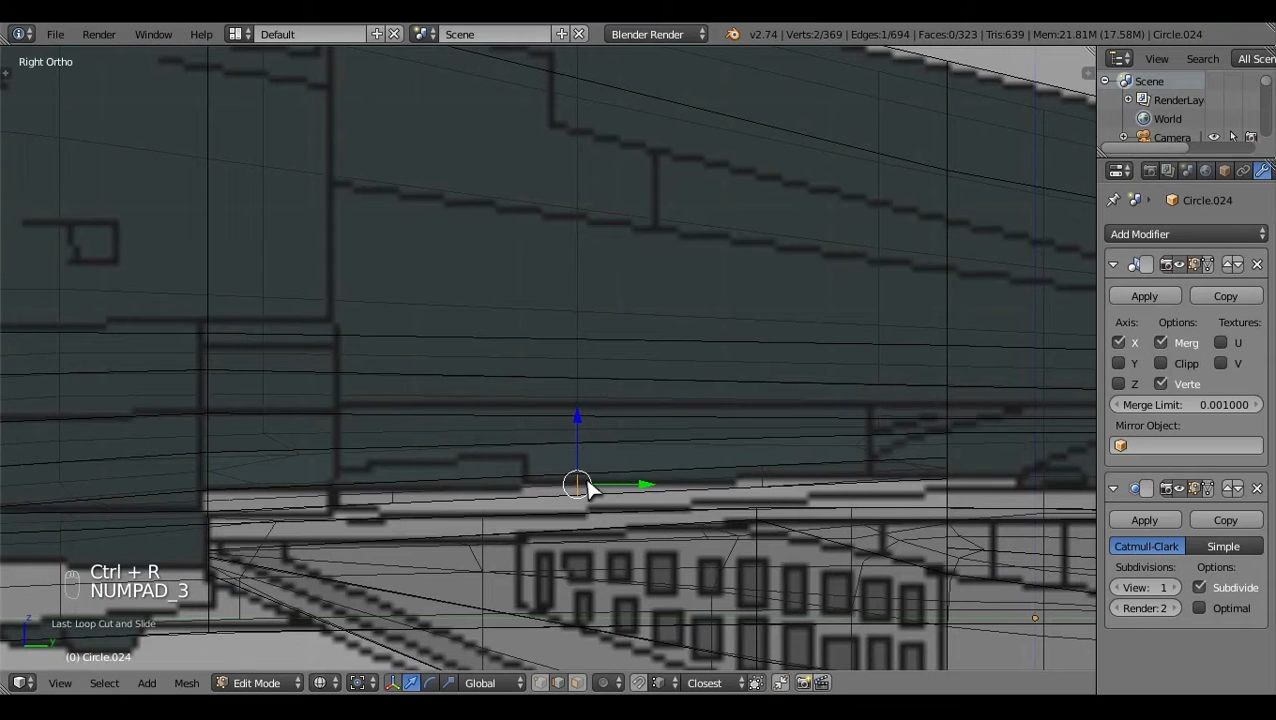 File Render Window Help Default Scene Blender Render v2.74 | Verts:2/369 | Edges:1/694 | Faces:0/323 | Tris:639 | Mem:21.81M (17.58M) | Circle.024
Right Ortho
View Search All Scen
Scene
RenderLay
World
Camera
Circle.024
Add Modifier
Apply Copy
Axis: Options: Textures:
X Merg U
Y Clipp V
Z Verte
Merge Limit: 0.001000
Mirror Object:
Apply Copy
Catmull-Clark Simple
Subdivisions: Options:
View: 1 Subdivide
Render: 2 Optimal
Ctrl + R
NUMPAD_3
Last: Loop Cut and Slide
z
y
(0) Circle.024
View Select Add Mesh Edit Mode Global Closest